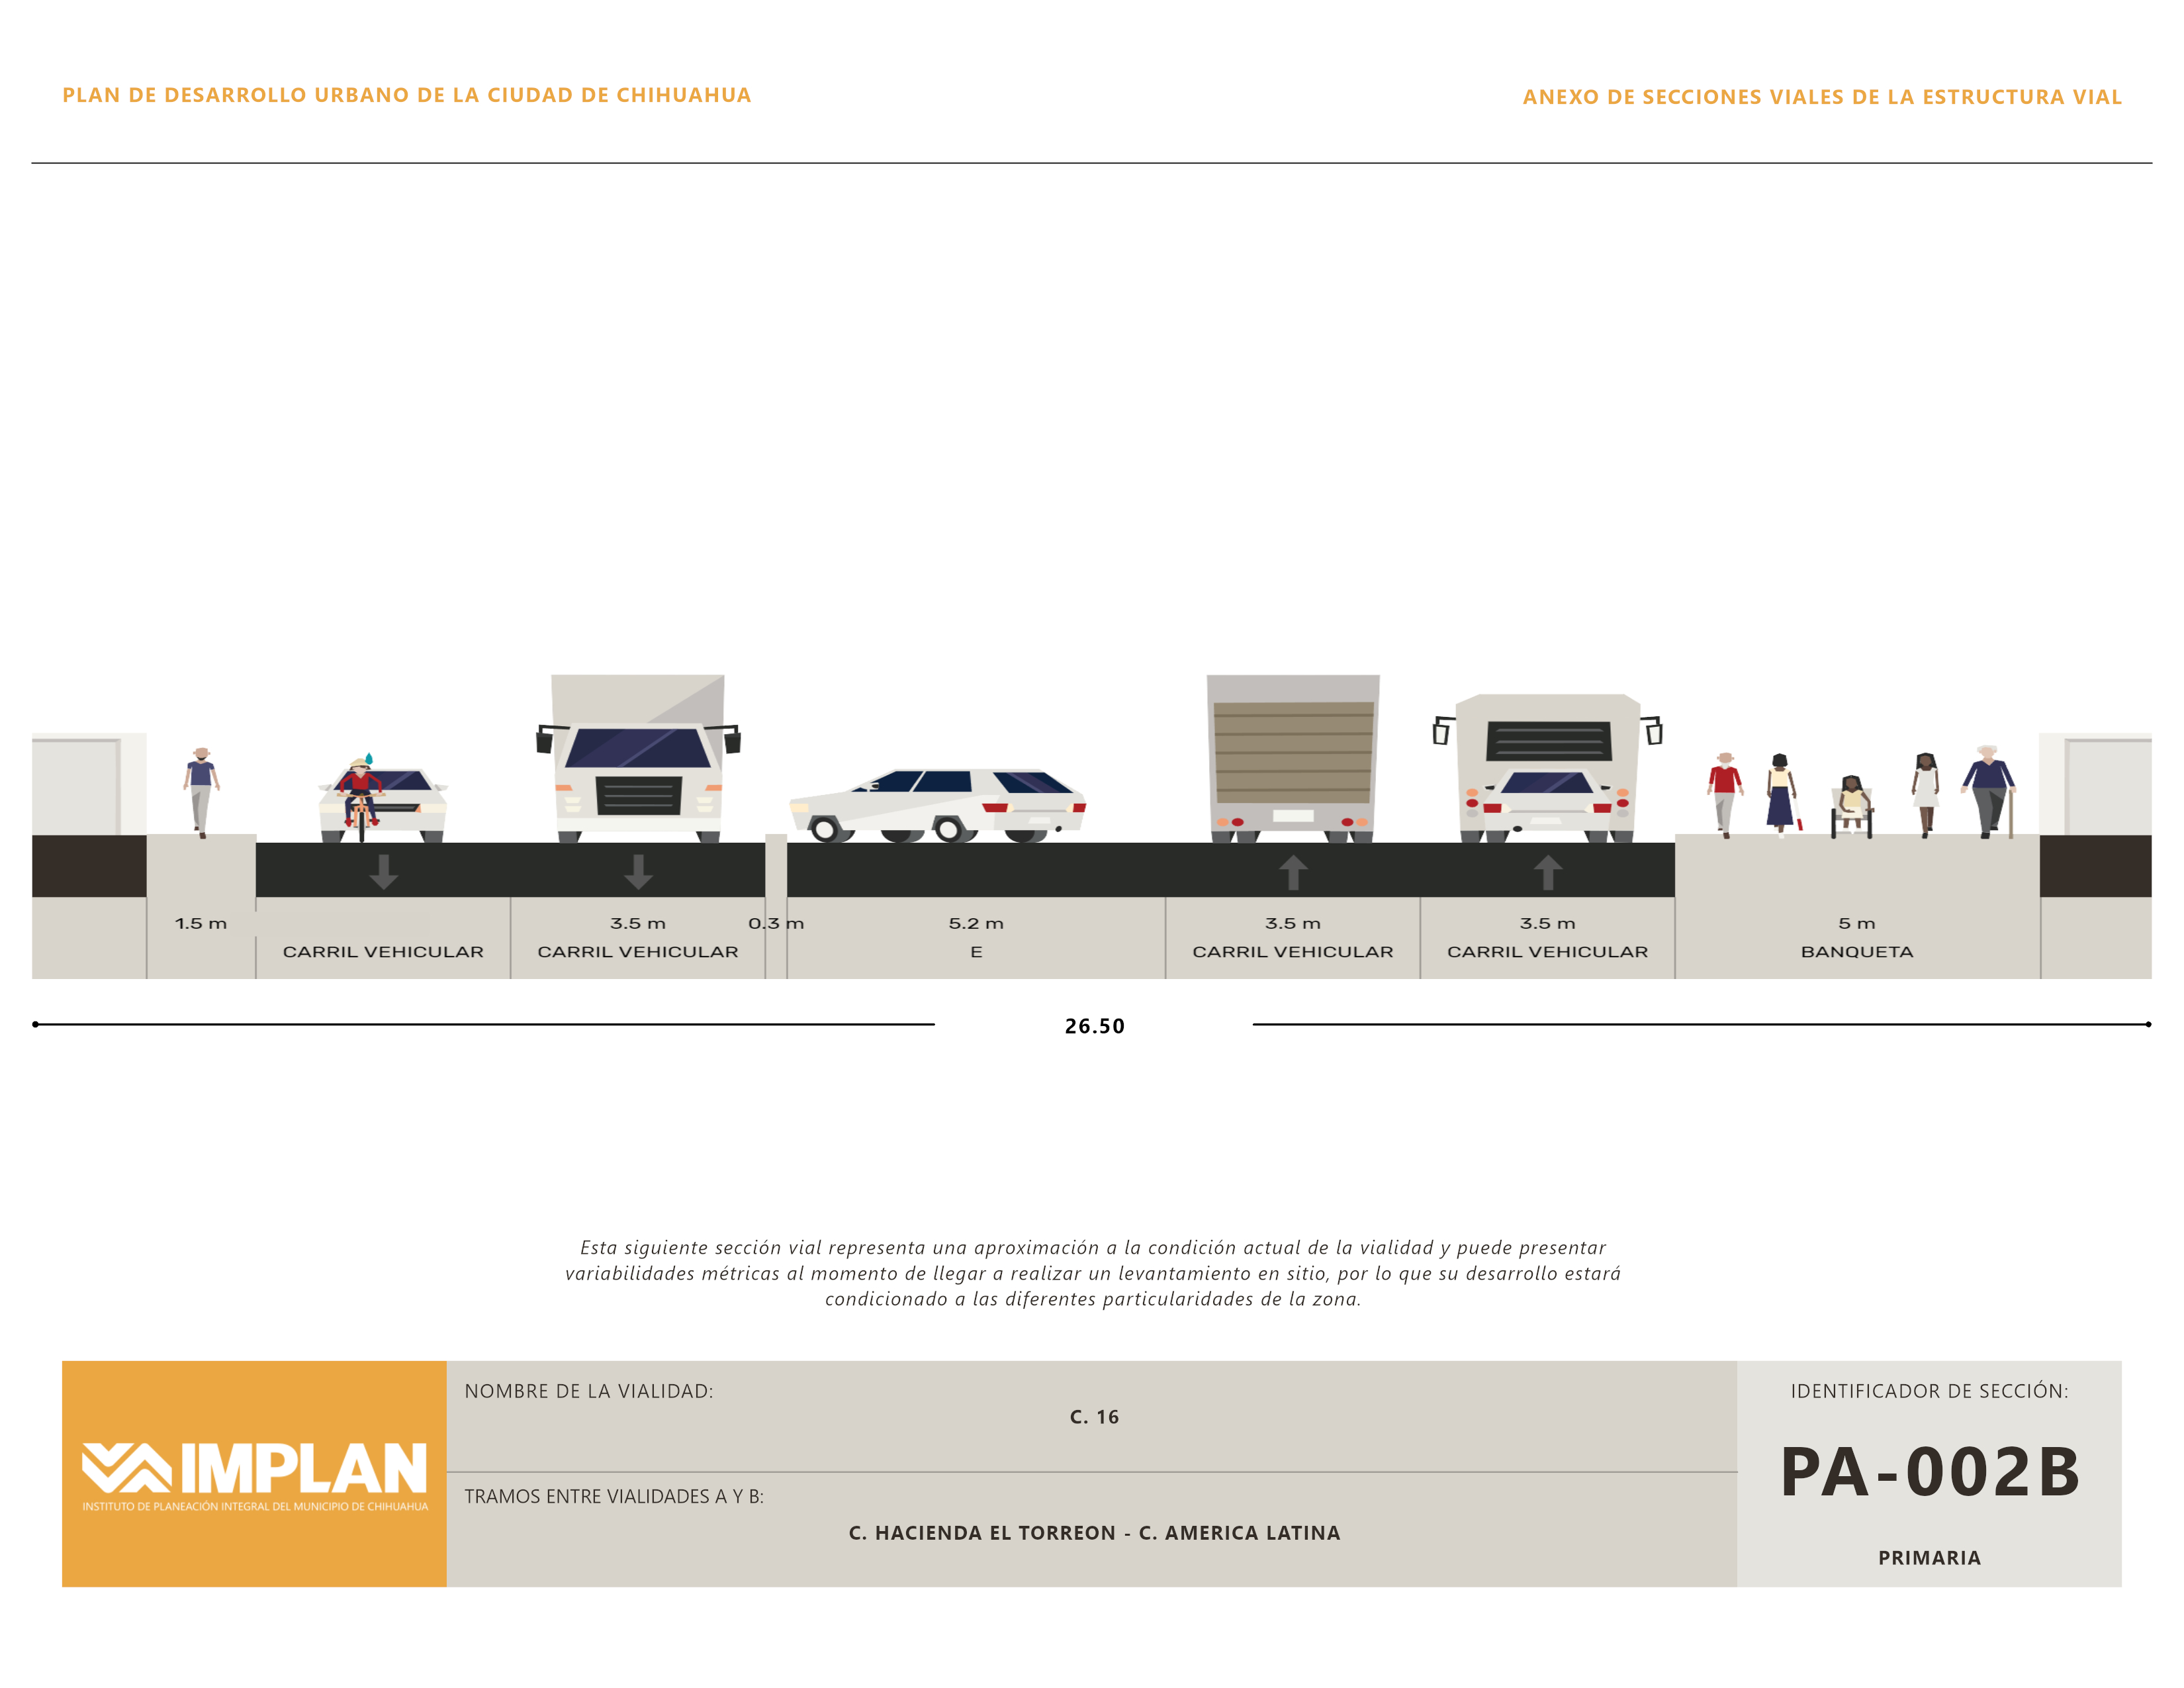 PLAN DE DESARROLLO URBANO DE LA CIUDAD DE CHIHUAHUA
ANEXO DE SECCIONES VIALES DE LA ESTRUCTURA VIAL
1.5 m
3.5 m
0.3 m
5.2 m
3.5 m
3.5 m
5 m
CARRIL VEHICULAR
CARRIL VEHICULAR
E
CARRIL VEHICULAR
CARRIL VEHICULAR
BANQUETA
26.50
Esta siguiente sección vial representa una aproximación a la condición actual de la vialidad y puede presentar
variabilidades métricas al momento de llegar a realizar un levantamiento en sitio, por lo que su desarrollo estará
condicionado a las diferentes particularidades de la zona.
IMPLAN
INSTITUTO DE PLANEACIÓN INTEGRAL DEL MUNICIPIO DE CHIHUAHUA
NOMBRE DE LA VIALIDAD:
C. 16
TRAMOS ENTRE VIALIDADES A Y B:
C. HACIENDA EL TORREON - C. AMERICA LATINA
IDENTIFICADOR DE SECCIÓN:
PA-002B
PRIMARIA